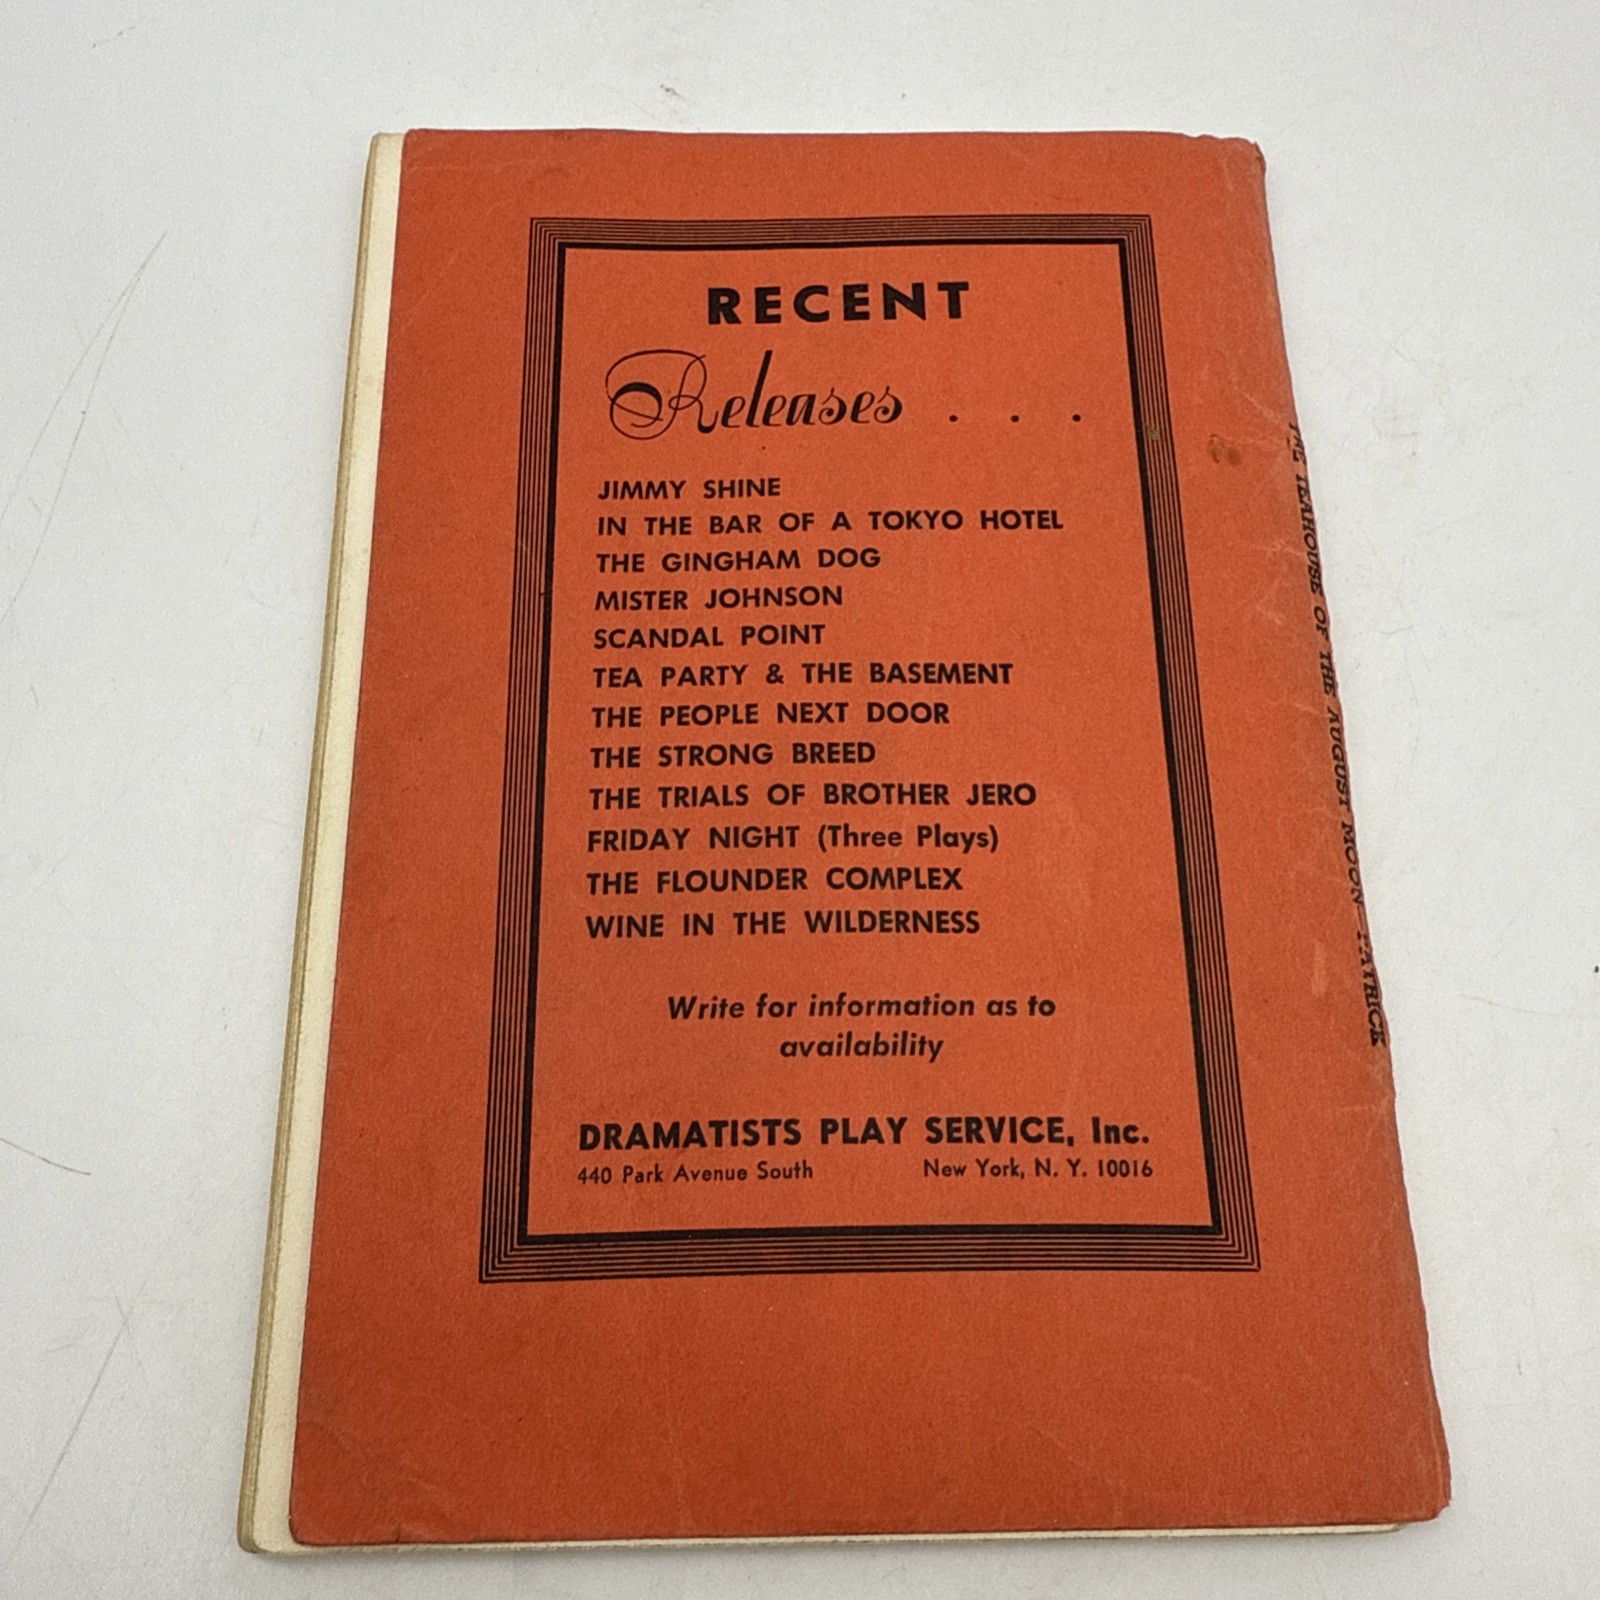 RECENT
Releases . . .
JIMMY SHINE
IN THE BAR OF A TOKYO HOTEL
THE GINGHAM DOG
MISTER JOHNSON
SCANDAL POINT
TEA PARTY & THE BASEMENT
THE PEOPLE NEXT DOOR
THE STRONG BREED
THE TRIALS OF BROTHER JERO
FRIDAY NIGHT (Three Plays)
THE FLOUNDER COMPLEX
WINE IN THE WILDERNESS
Write for information as to
availability
DRAMATISTS PLAY SERVICE, Inc.
440 Park Avenue South New York, N. Y. 10016
THE TEAHOUSE OF THE AUGUST MOON—PATRICK